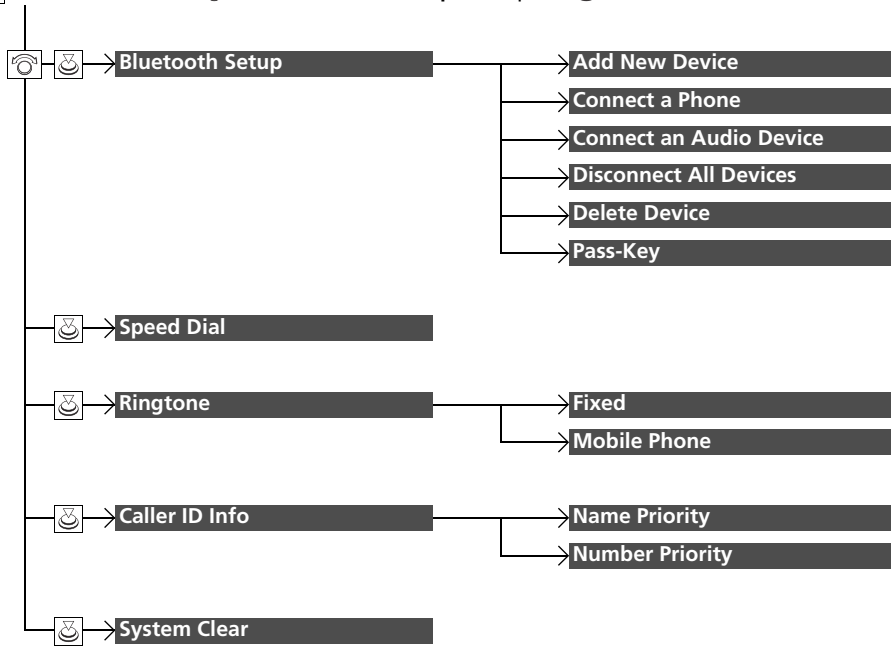 Bluetooth Setup
Add New Device
Connect a Phone
Connect an Audio Device
Disconnect All Devices
Delete Device
Pass-Key
Speed Dial
Ringtone
Fixed
Mobile Phone
Caller ID Info
Name Priority
Number Priority
System Clear